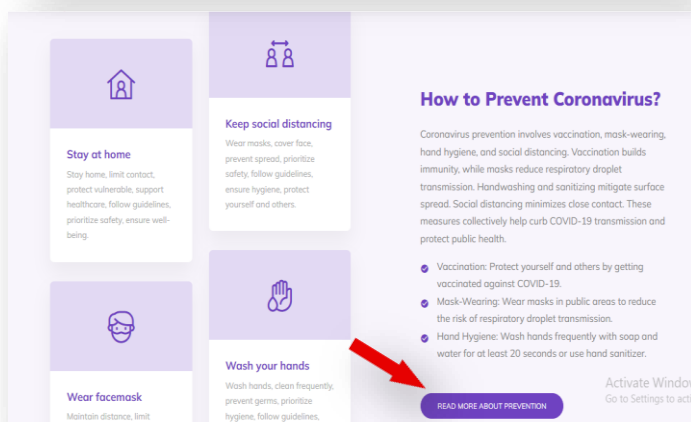 Stay at home
Stay home, limit contact,
protect vulnerable, support
healthcare, follow guidelines,
prioritize safety, ensure well-
being.
Keep social distancing
Wear masks, cover face,
prevent spread, prioritize
safety, follow guidelines,
ensure hygiene, protect
yourself and others.
Wear facemask
Maintain distance, limit
Wash your hands
Wash hands, clean frequently,
prevent germs, prioritize
hygiene, follow guidelines,
How to Prevent Coronavirus?
Coronavirus prevention involves vaccination, mask-wearing,
hand hygiene, and social distancing. Vaccination builds
immunity, while masks reduce respiratory droplet
transmission. Handwashing and sanitizing mitigate surface
spread. Social distancing minimizes close contact. These
measures collectively help curb COVID-19 transmission and
protect public health.
Vaccination: Protect yourself and others by getting
vaccinated against COVID-19.
Mask-Wearing: Wear masks in public areas to reduce
the risk of respiratory droplet transmission.
Hand Hygiene: Wash hands frequently with soap and
water for at least 20 seconds or use hand sanitizer.
READ MORE ABOUT PREVENTION
Activate Window
Go to Settings to acti